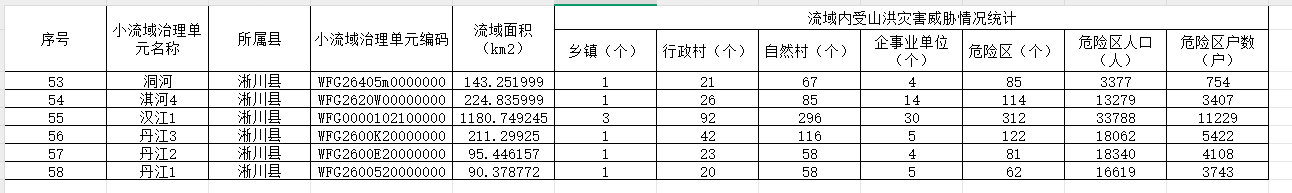 序号 小流域治理单元名称 所属县 小流域治理单元编码 流域面积（km2） 流域内受山洪灾害威胁情况统计
乡镇（个） 行政村（个） 自然村（个） 企事业单位（个） 危险区（个） 危险区人口（人） 危险区户数（户）
53 洞河 淅川县 WFG26405m0000000 143.251999 1 21 67 4 85 3377 754
54 淇河4 淅川县 WFG2620W00000000 224.835999 1 26 85 14 114 13279 3407
55 汉江1 淅川县 WFG0000102100000 1180.749245 3 92 296 30 312 33788 11229
56 丹江3 淅川县 WFG2600K20000000 211.29925 1 42 116 5 122 18062 5422
57 丹江2 淅川县 WFG2600E20000000 95.446157 1 23 58 4 81 18340 4108
58 丹江1 淅川县 WFG2600520000000 90.378772 1 20 58 5 62 16619 3743